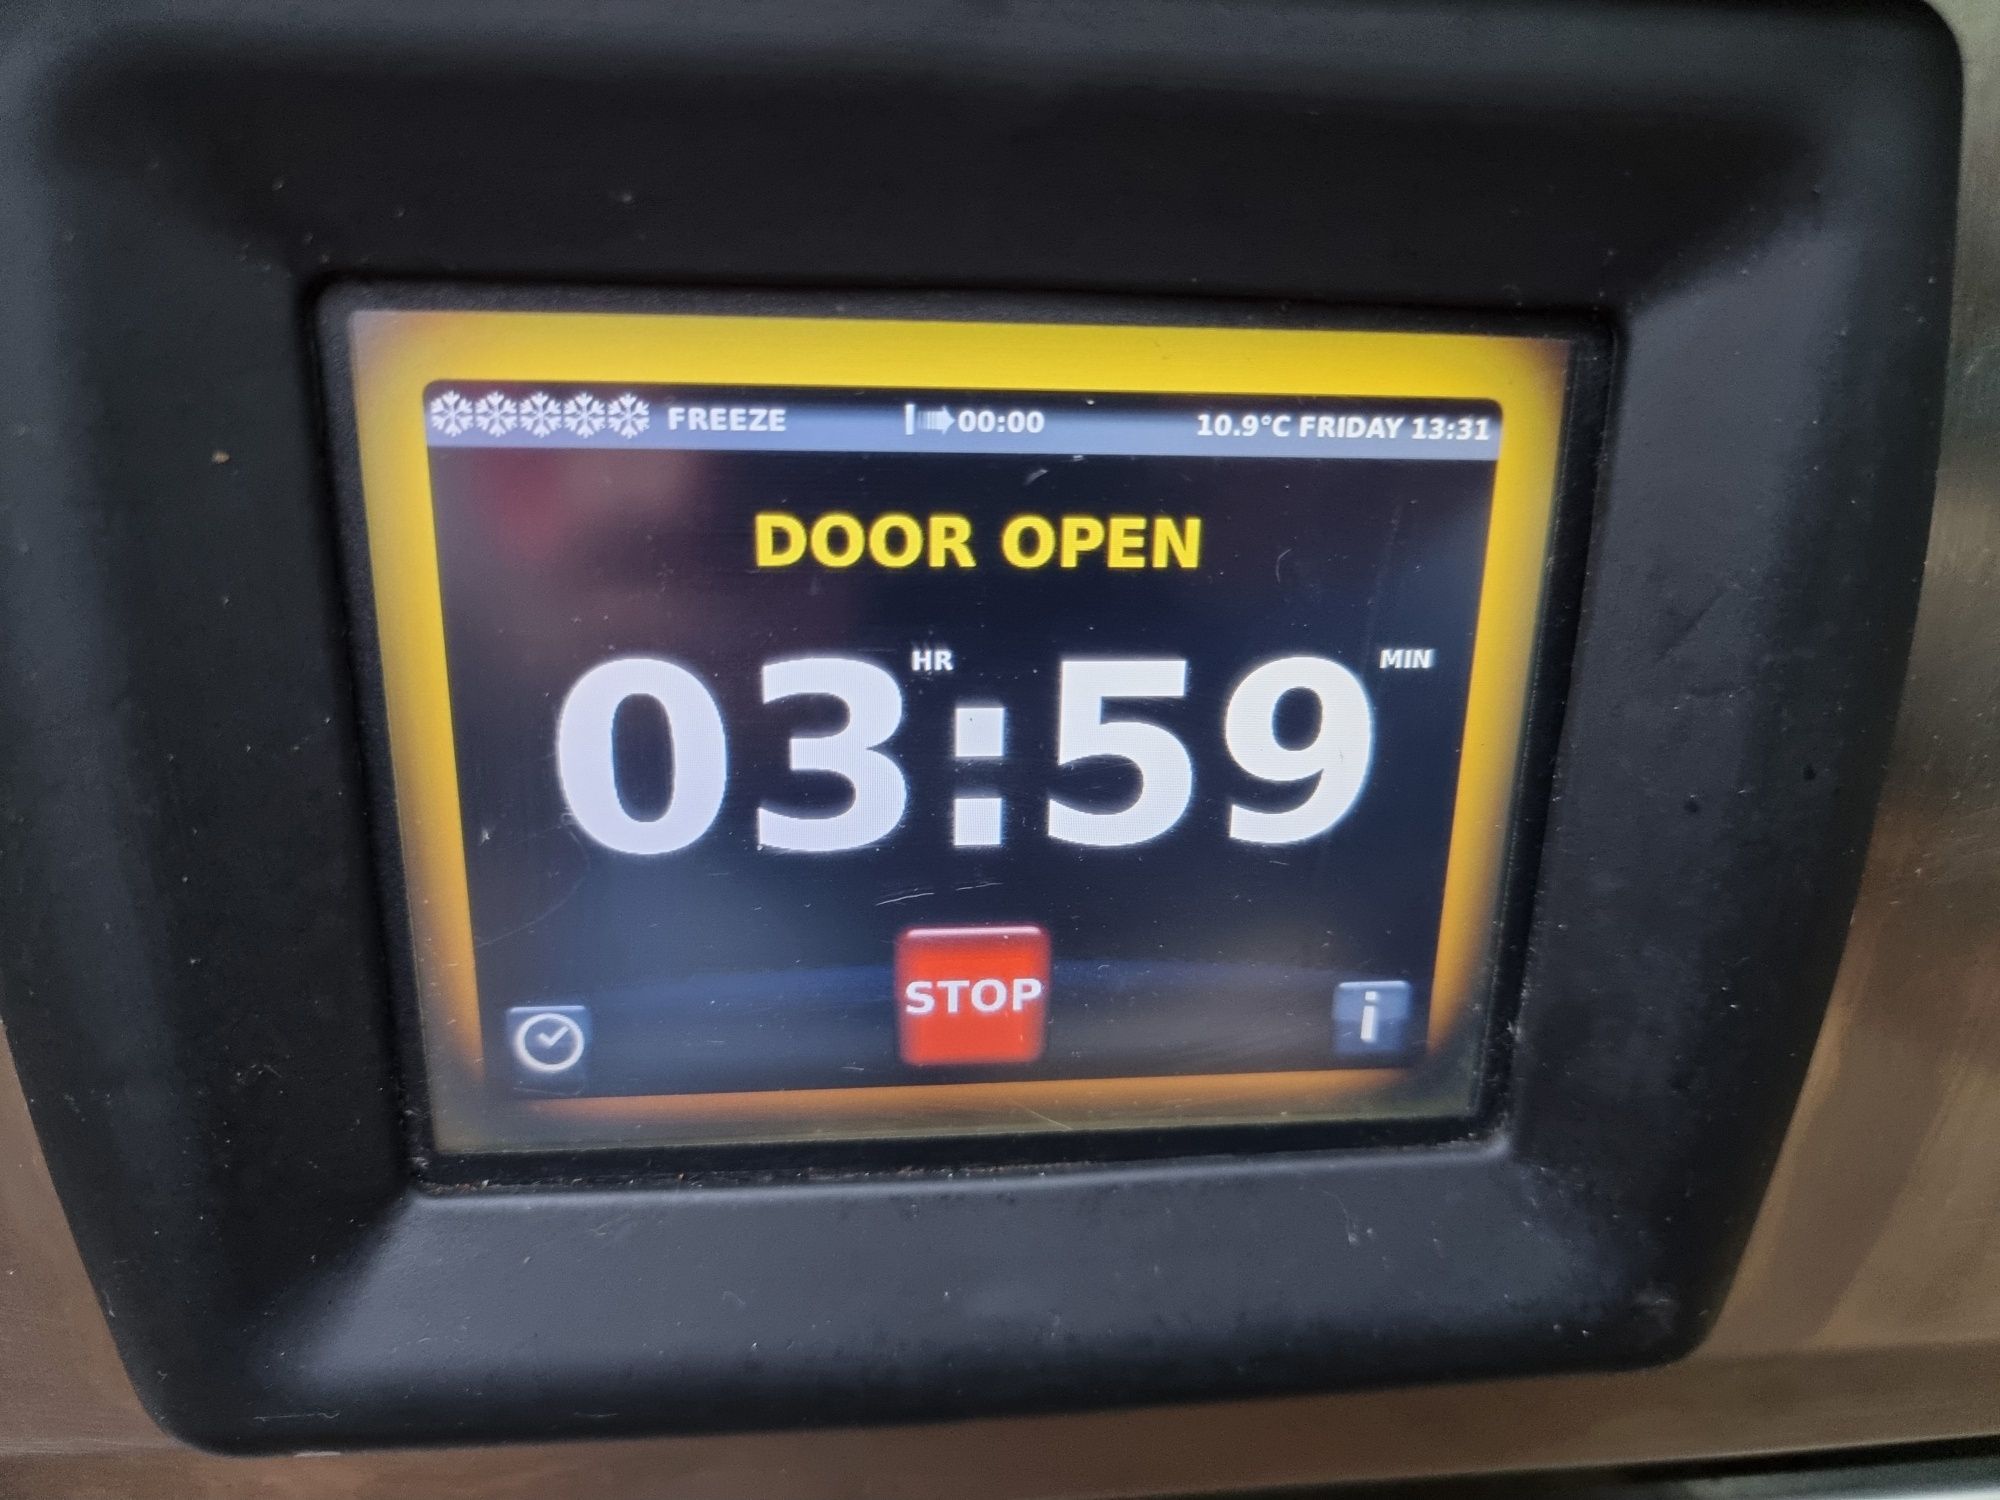 FREEZE 00:00 10.9°C FRIDAY 13:31
DOOR OPEN
03 HR : 59 MIN
STOP
i